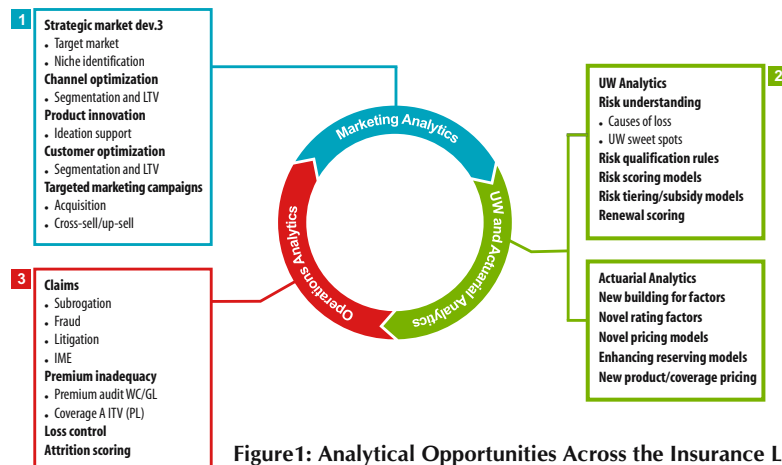 1
Strategic market dev.3
• Target market
• Niche identification
Channel optimization
• Segmentation and LTV
Product innovation
• Ideation support
Customer optimization
• Segmentation and LTV
Targeted marketing campaigns
• Acquisition
• Cross-sell/up-sell
Marketing Analytics
UW and Actuarial Analytics
Operations Analytics
2
UW Analytics
Risk understanding
• Causes of loss
• UW sweet spots
Risk qualification rules
Risk scoring models
Risk tiering/subsidy models
Renewal scoring
Actuarial Analytics
New building for factors
Novel rating factors
Novel pricing models
Enhancing reserving models
New product/coverage pricing
3
Claims
• Subrogation
• Fraud
• Litigation
• IME
Premium inadequacy
• Premium audit WC/GL
• Coverage A ITV (PL)
Loss control
Attrition scoring
Figure1: Analytical Opportunities Across the Insurance L